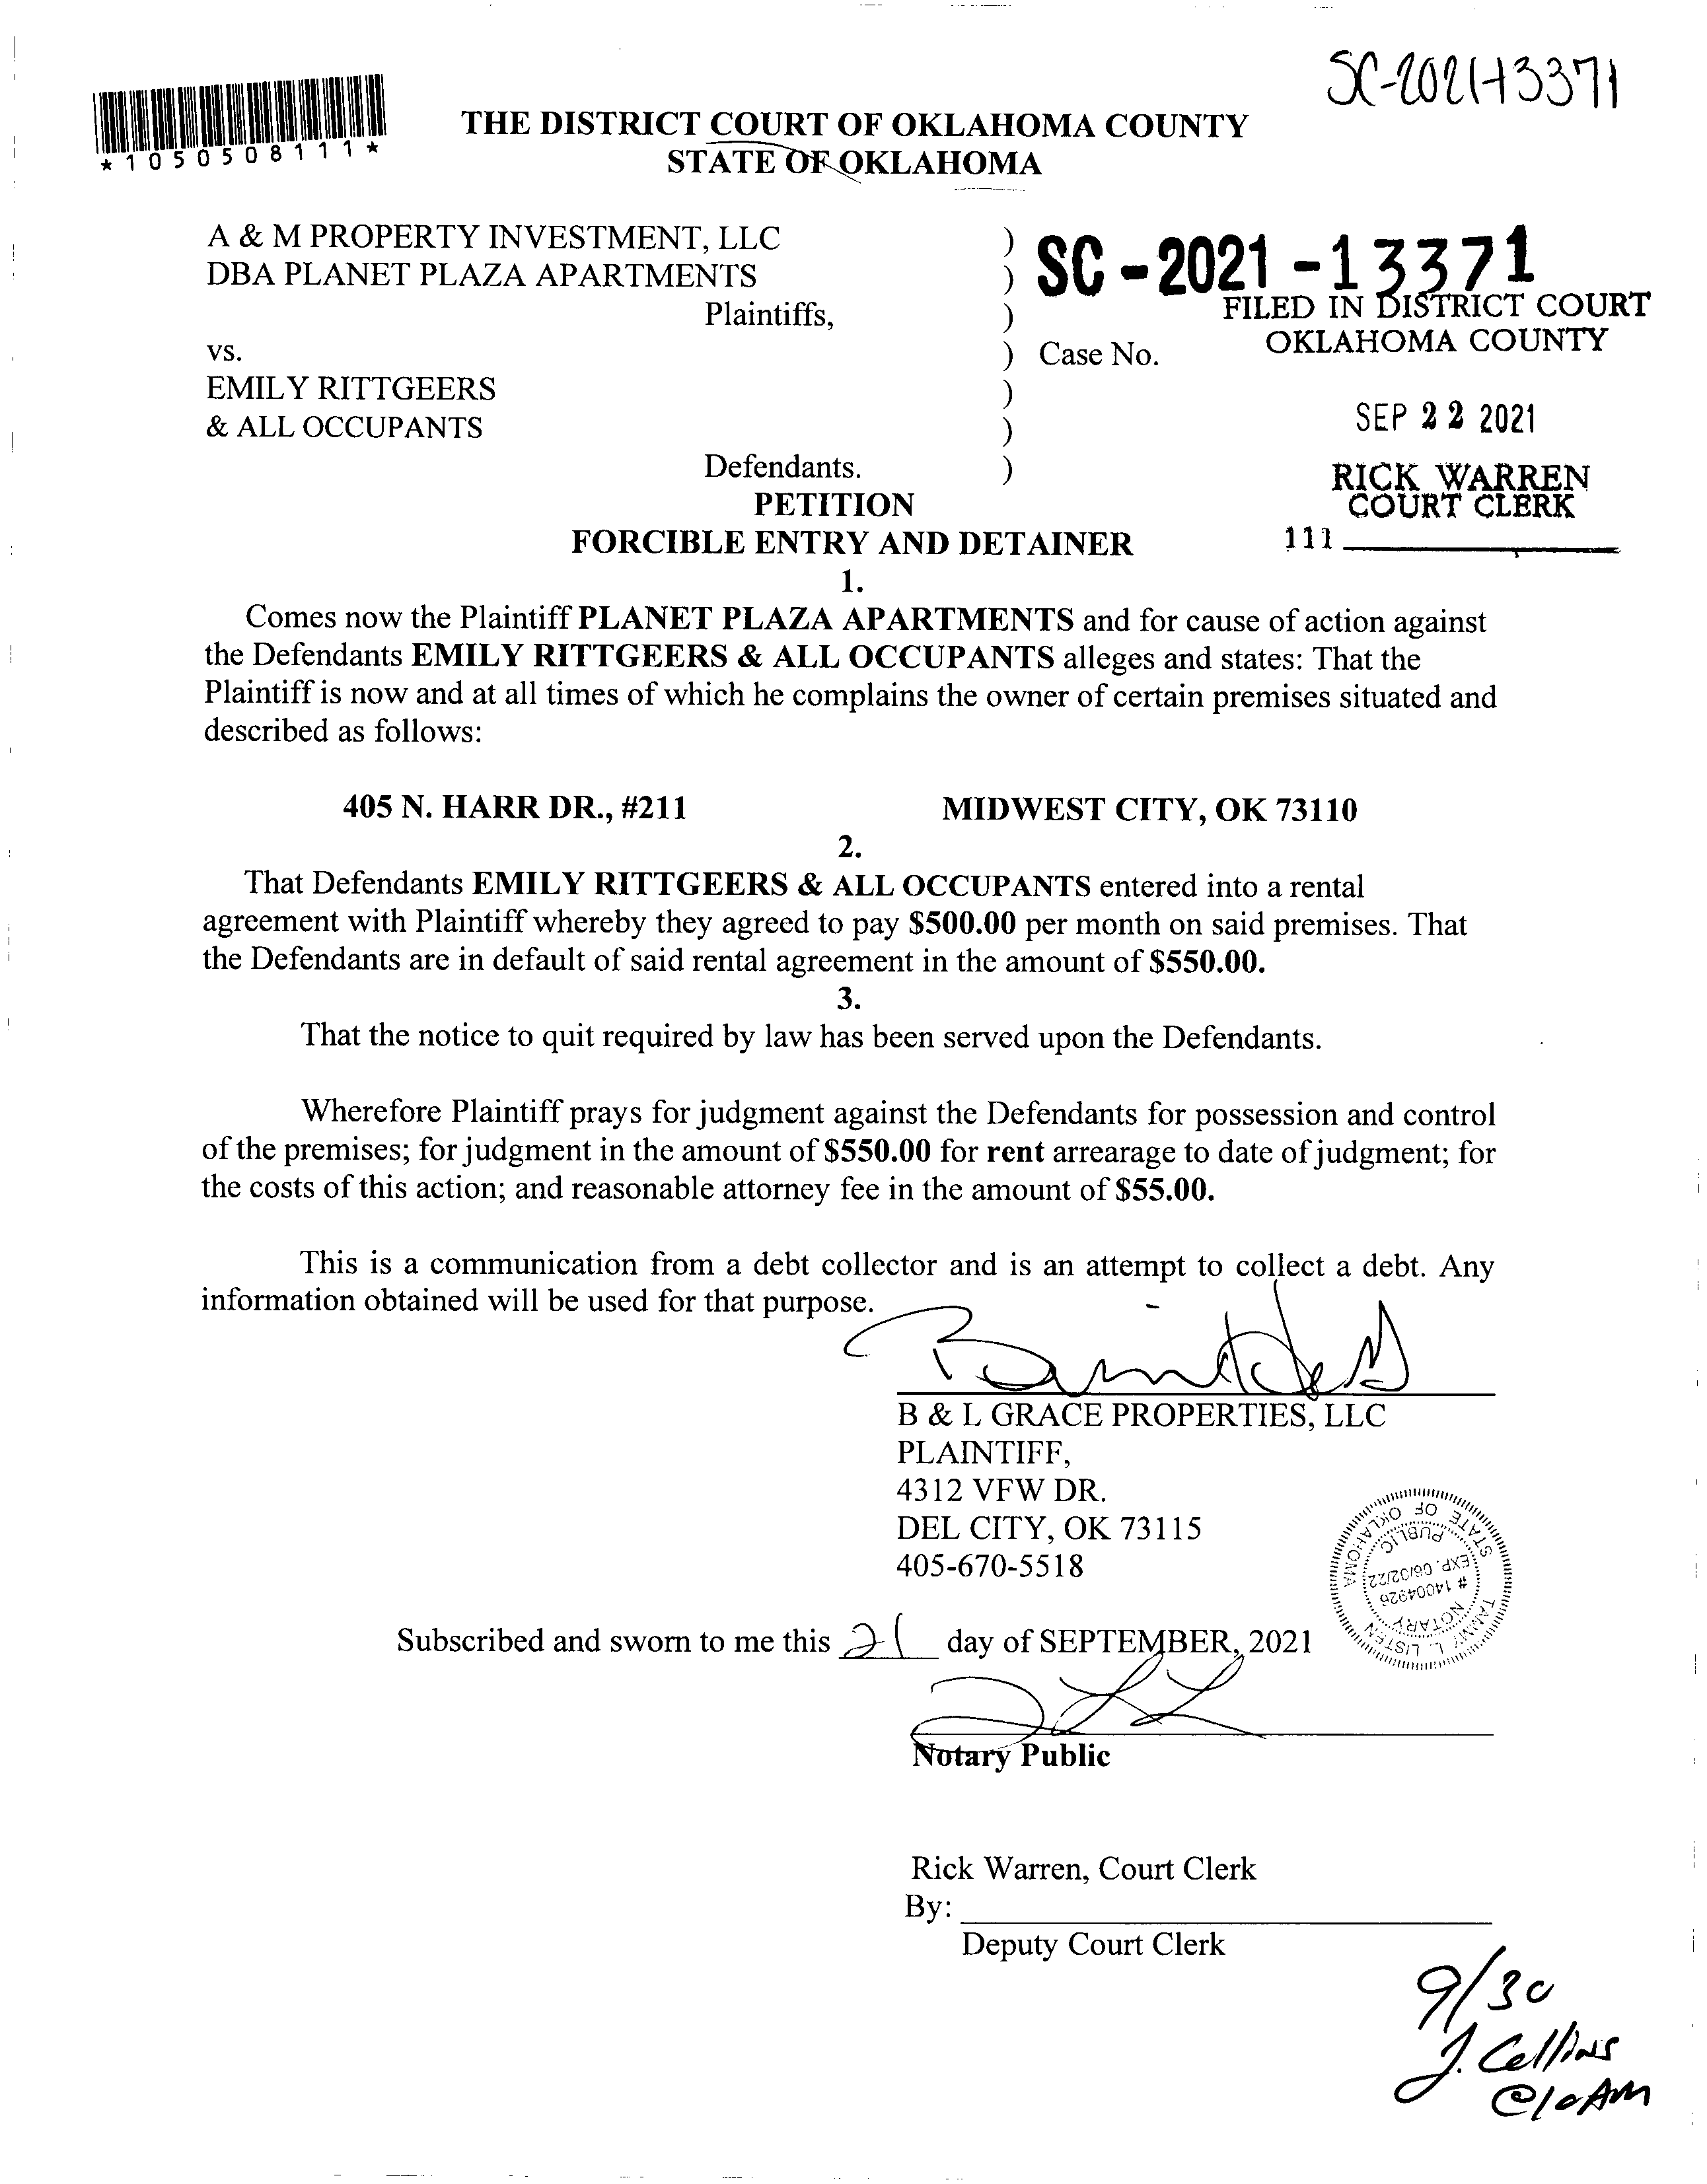 SC-2021-13371
*1050508111*
THE DISTRICT COURT OF OKLAHOMA COUNTY
STATE OF OKLAHOMA
A & M PROPERTY INVESTMENT, LLC )
DBA PLANET PLAZA APARTMENTS )
SC-2021-13371
Plaintiffs, )
FILED IN DISTRICT COURT
OKLAHOMA COUNTY
vs. ) Case No.
EMILY RITTGEERS )
& ALL OCCUPANTS )
SEP 22 2021
Defendants. )
RICK WARREN
COURT CLERK
PETITION
FORCIBLE ENTRY AND DETAINER
111
1.
Comes now the Plaintiff PLANET PLAZA APARTMENTS and for cause of action against
the Defendants EMILY RITTGEERS & ALL OCCUPANTS alleges and states: That the
Plaintiff is now and at all times of which he complains the owner of certain premises situated and
described as follows:
405 N. HARR DR., #211 MIDWEST CITY, OK 73110
2.
That Defendants EMILY RITTGEERS & ALL OCCUPANTS entered into a rental
agreement with Plaintiff whereby they agreed to pay $500.00 per month on said premises. That
the Defendants are in default of said rental agreement in the amount of $550.00.
3.
That the notice to quit required by law has been served upon the Defendants.
Wherefore Plaintiff prays for judgment against the Defendants for possession and control
of the premises; for judgment in the amount of $550.00 for rent arrearage to date of judgment; for
the costs of this action; and reasonable attorney fee in the amount of $55.00.
This is a communication from a debt collector and is an attempt to collect a debt. Any
information obtained will be used for that purpose.
B & L GRACE PROPERTIES, LLC
PLAINTIFF,
4312 VFW DR.
DEL CITY, OK 73115
405-670-5518
TAMMY L. LISTEN
NOTARY
# 14004926
EXP. 06/02/22
PUBLIC
STATE OF OKLAHOMA
Subscribed and sworn to me this 21 day of SEPTEMBER, 2021
Notary Public
Rick Warren, Court Clerk
By:
Deputy Court Clerk
9/30
J. Collins
@10AM